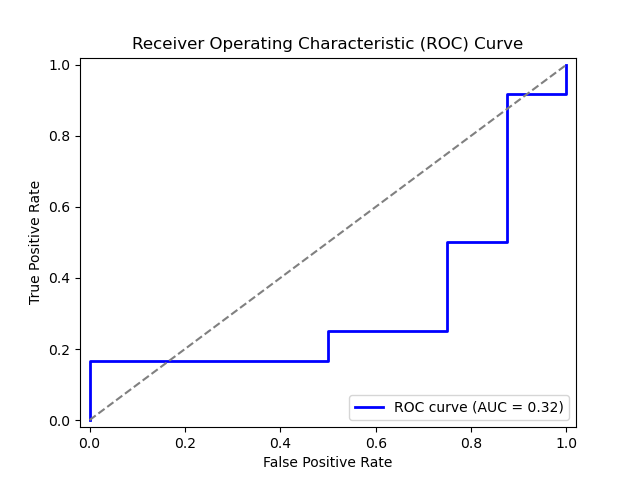 Receiver Operating Characteristic (ROC) Curve
True Positive Rate
1.0
0.8
0.6
0.4
0.2
0.0
ROC curve (AUC = 0.32)
0.0 0.2 0.4 0.6 0.8 1.0
False Positive Rate